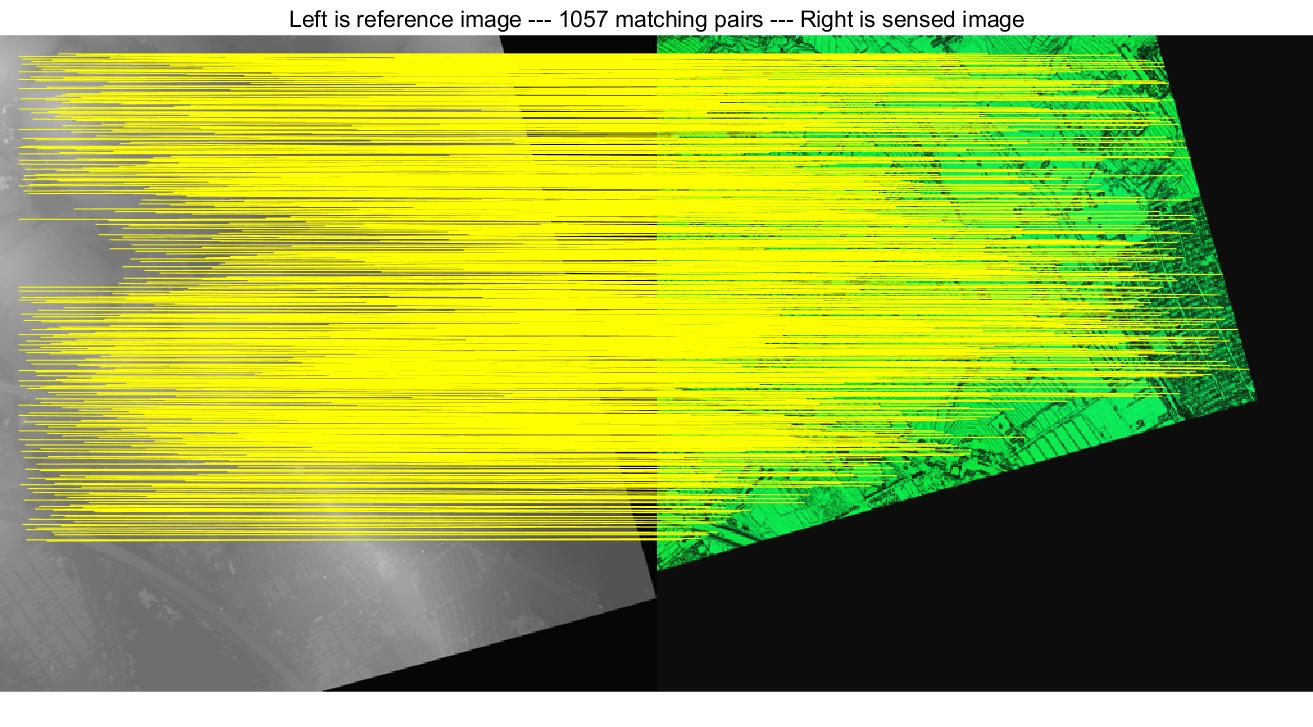 Left is reference image --- 1057 matching pairs --- Right is sensed image